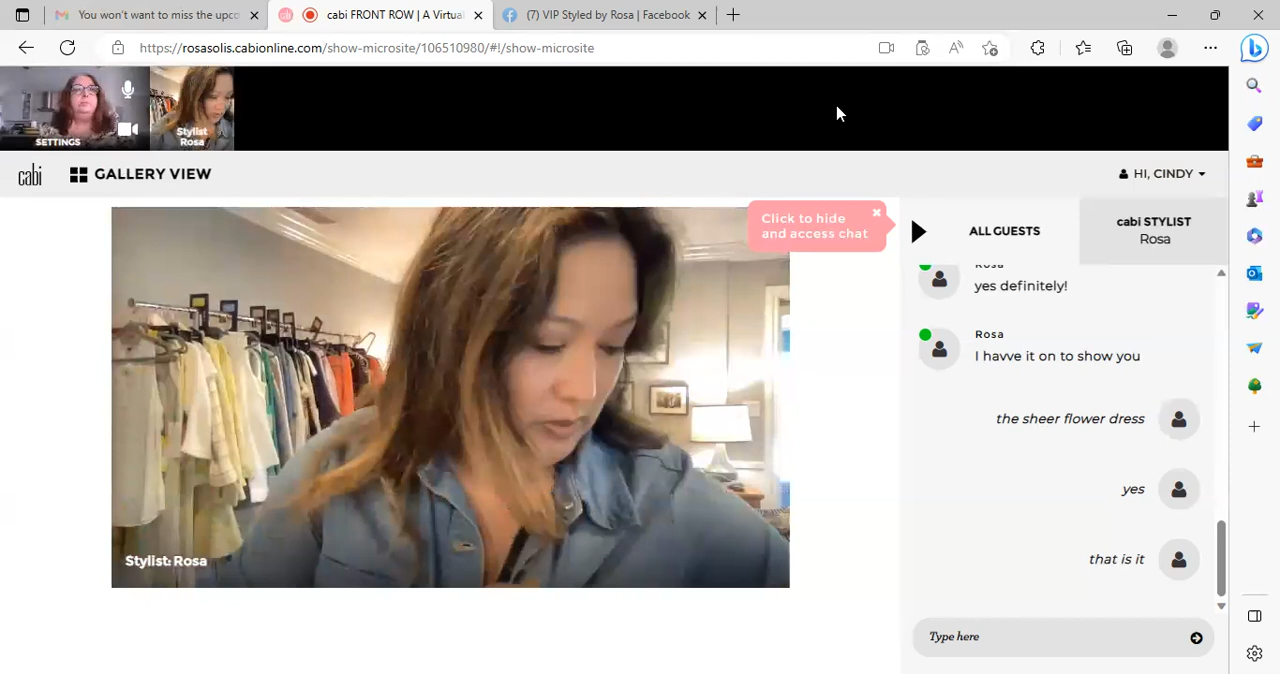 You won't want to miss the upco
cabi FRONT ROW | A Virtual
(7) VIP Styled by Rosa | Facebook
https://rosasolis.cabionline.com/show-microsite/106510980/#!/show-microsite
SETTINGS
Stylist
Rosa
cabi
GALLERY VIEW
HI, CINDY
Click to hide
and access chat
ALL GUESTS
cabi STYLIST
Rosa
Rosa
yes definitely!
Rosa
I havve it on to show you
the sheer flower dress
yes
that is it
Stylist: Rosa
Type here